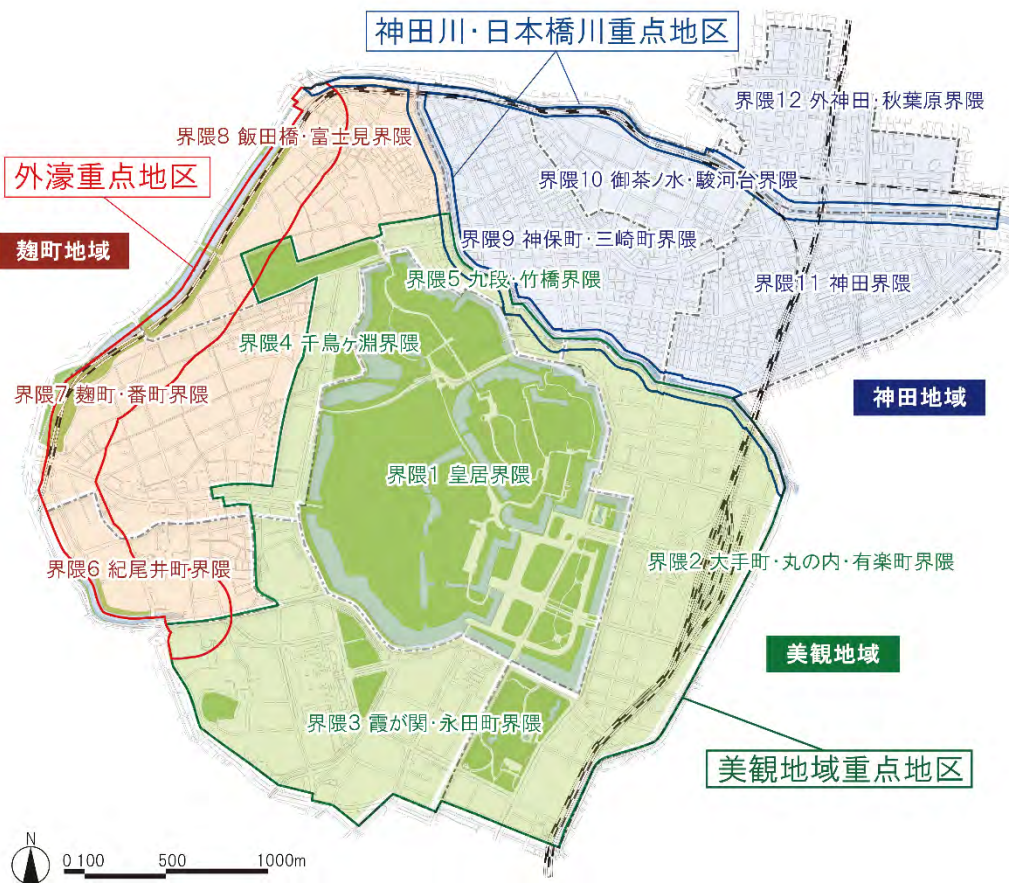 神田川・日本橋川重点地区
界隈12 外神田・秋葉原界隈
界隈8 飯田橋・富士見界隈
外濠重点地区
界隈10 御茶ノ水・駿河台界隈
麹町地域
界隈9 神保町・三崎町界隈
界隈5 九段・竹橋界隈
界隈11 神田界隈
界隈4 千鳥ヶ淵界隈
界隈7 麹町・番町界隈
神田地域
界隈1 皇居界隈
界隈2 大手町・丸の内・有楽町界隈
界隈6 紀尾井町界隈
美観地域
界隈3 霞が関・永田町界隈
美観地域重点地区
N
0 100 500 1000m